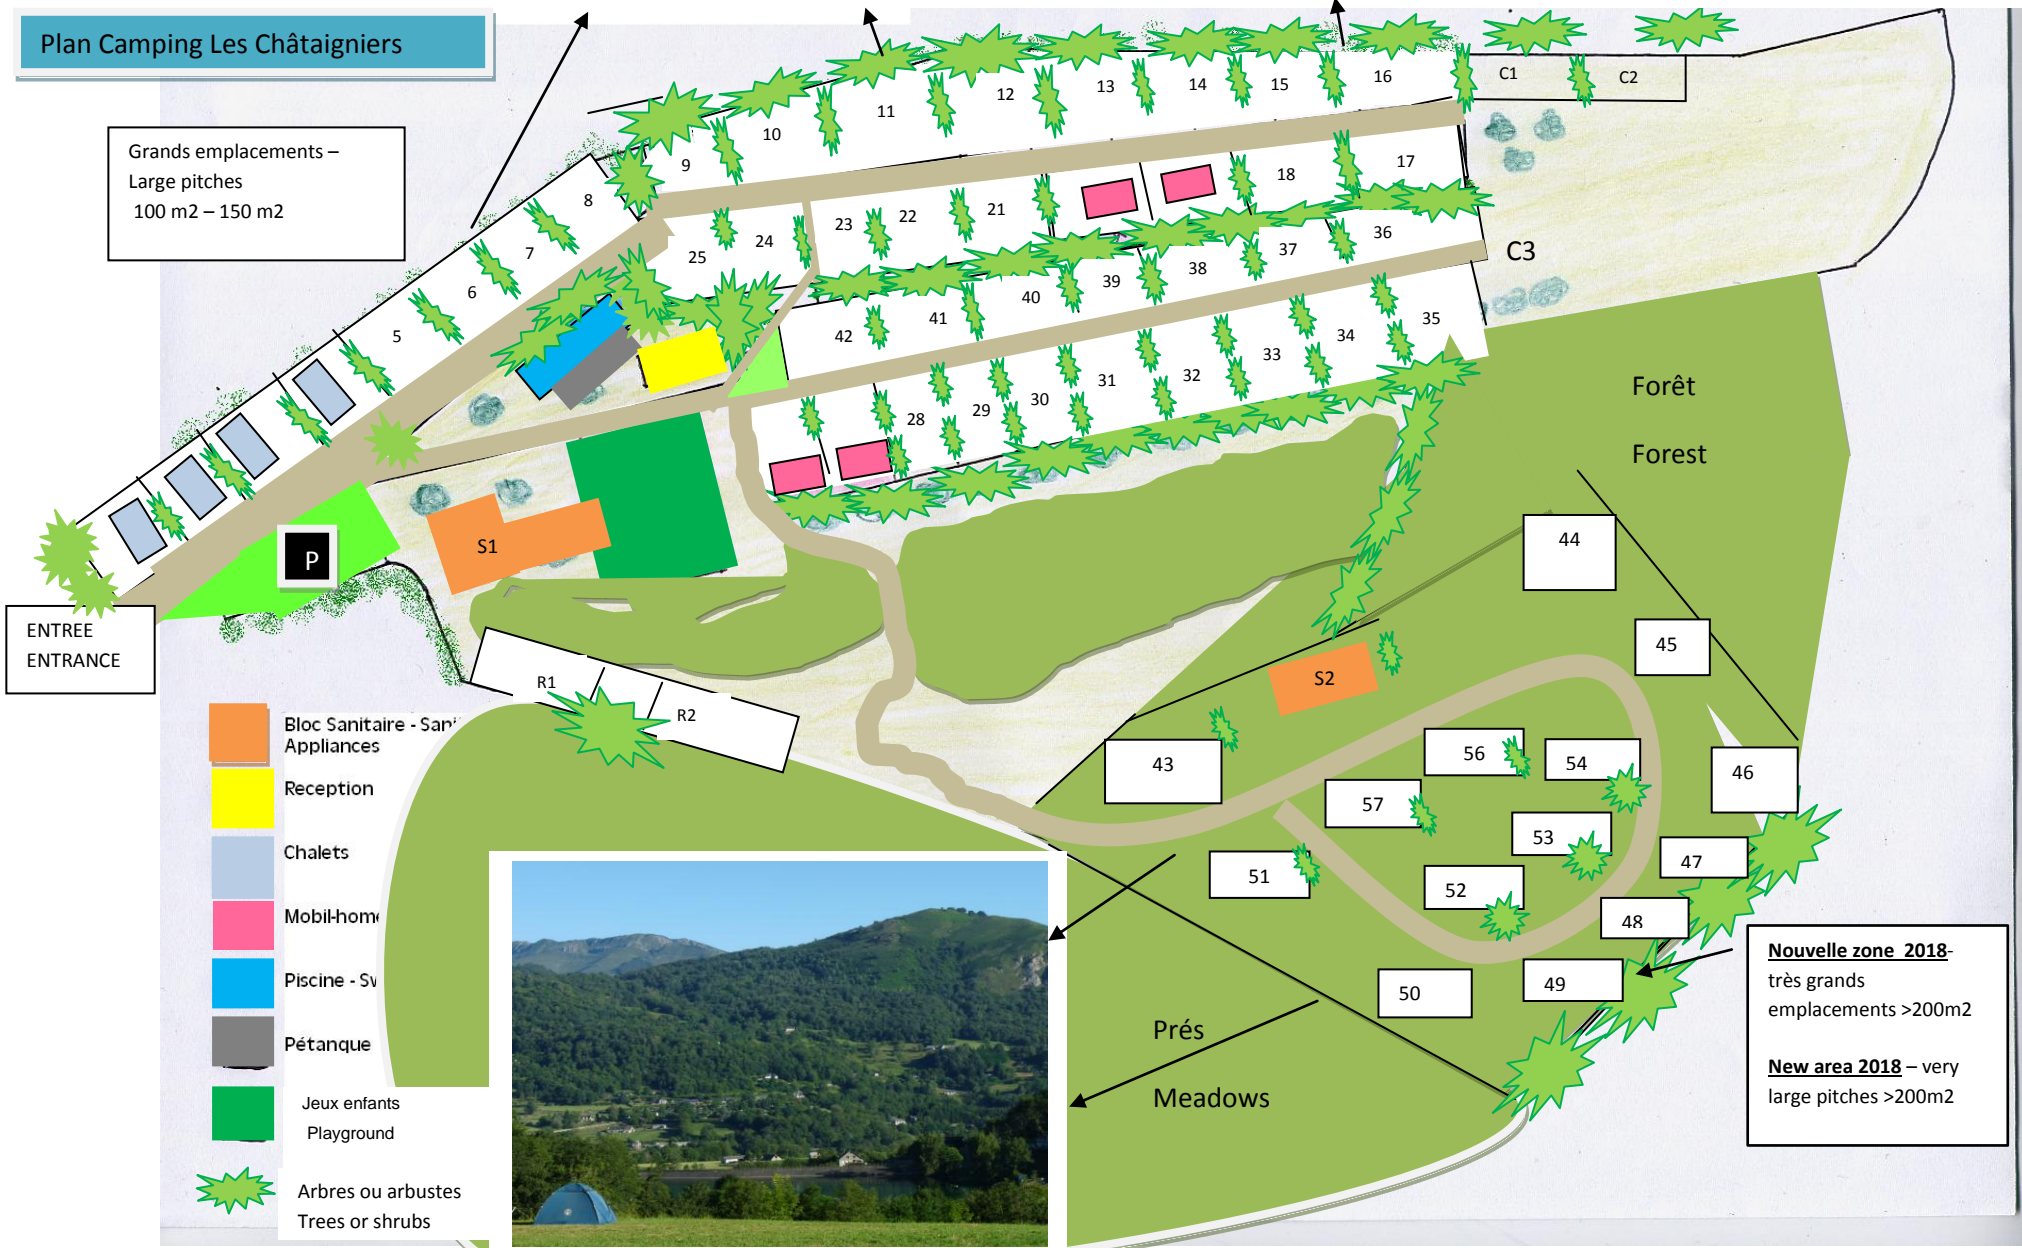 Plan Camping Les Châtaigniers
Grands emplacements –
Large pitches
100 m2 – 150 m2
ENTREE
ENTRANCE
P
5
6
7
8
9
10
11
12
13
14
15
16
C1
C2
17
18
21
22
23
24
25
C3
36
37
38
39
40
41
42
28
29
30
31
32
33
34
35
S1
R1
R2
Forêt
Forest
S2
43
44
45
46
47
48
49
50
51
52
53
54
56
57
Prés
Meadows
Nouvelle zone 2018-
très grands
emplacements >200m2
New area 2018 – very
large pitches >200m2
Bloc Sanitaire -
Appliances
Reception
Chalets
Mobil-home
Piscine -
Pétanque
Jeux enfants
Playground
Arbres ou arbustes
Trees or shrubs